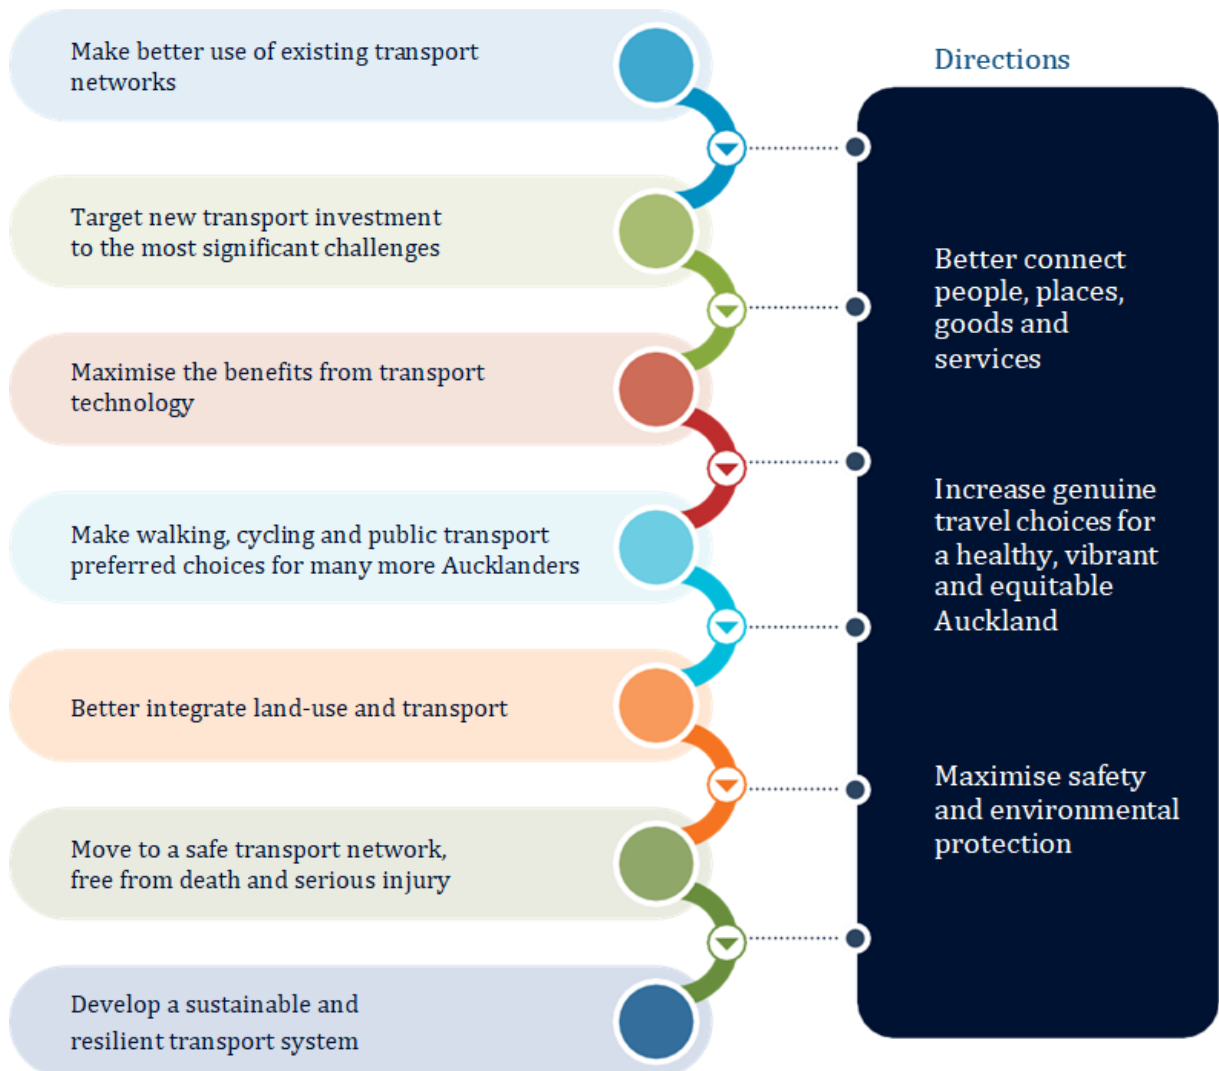 Make better use of existing transport
networks
Target new transport investment
to the most significant challenges
Maximise the benefits from transport
technology
Make walking, cycling and public transport
preferred choices for many more Aucklanders
Better integrate land-use and transport
Move to a safe transport network,
free from death and serious injury
Develop a sustainable and
resilient transport system
Directions
Better connect
people, places,
goods and
services
Increase genuine
travel choices for
a healthy, vibrant
and equitable
Auckland
Maximise safety
and environmental
protection